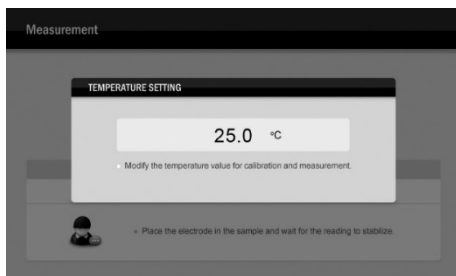 Measurement
TEMPERATURE SETTING
25.0 °C
Modify the temperature value for calibration and measurement.
Place the electrode in the sample and wait for the reading to stabilize.